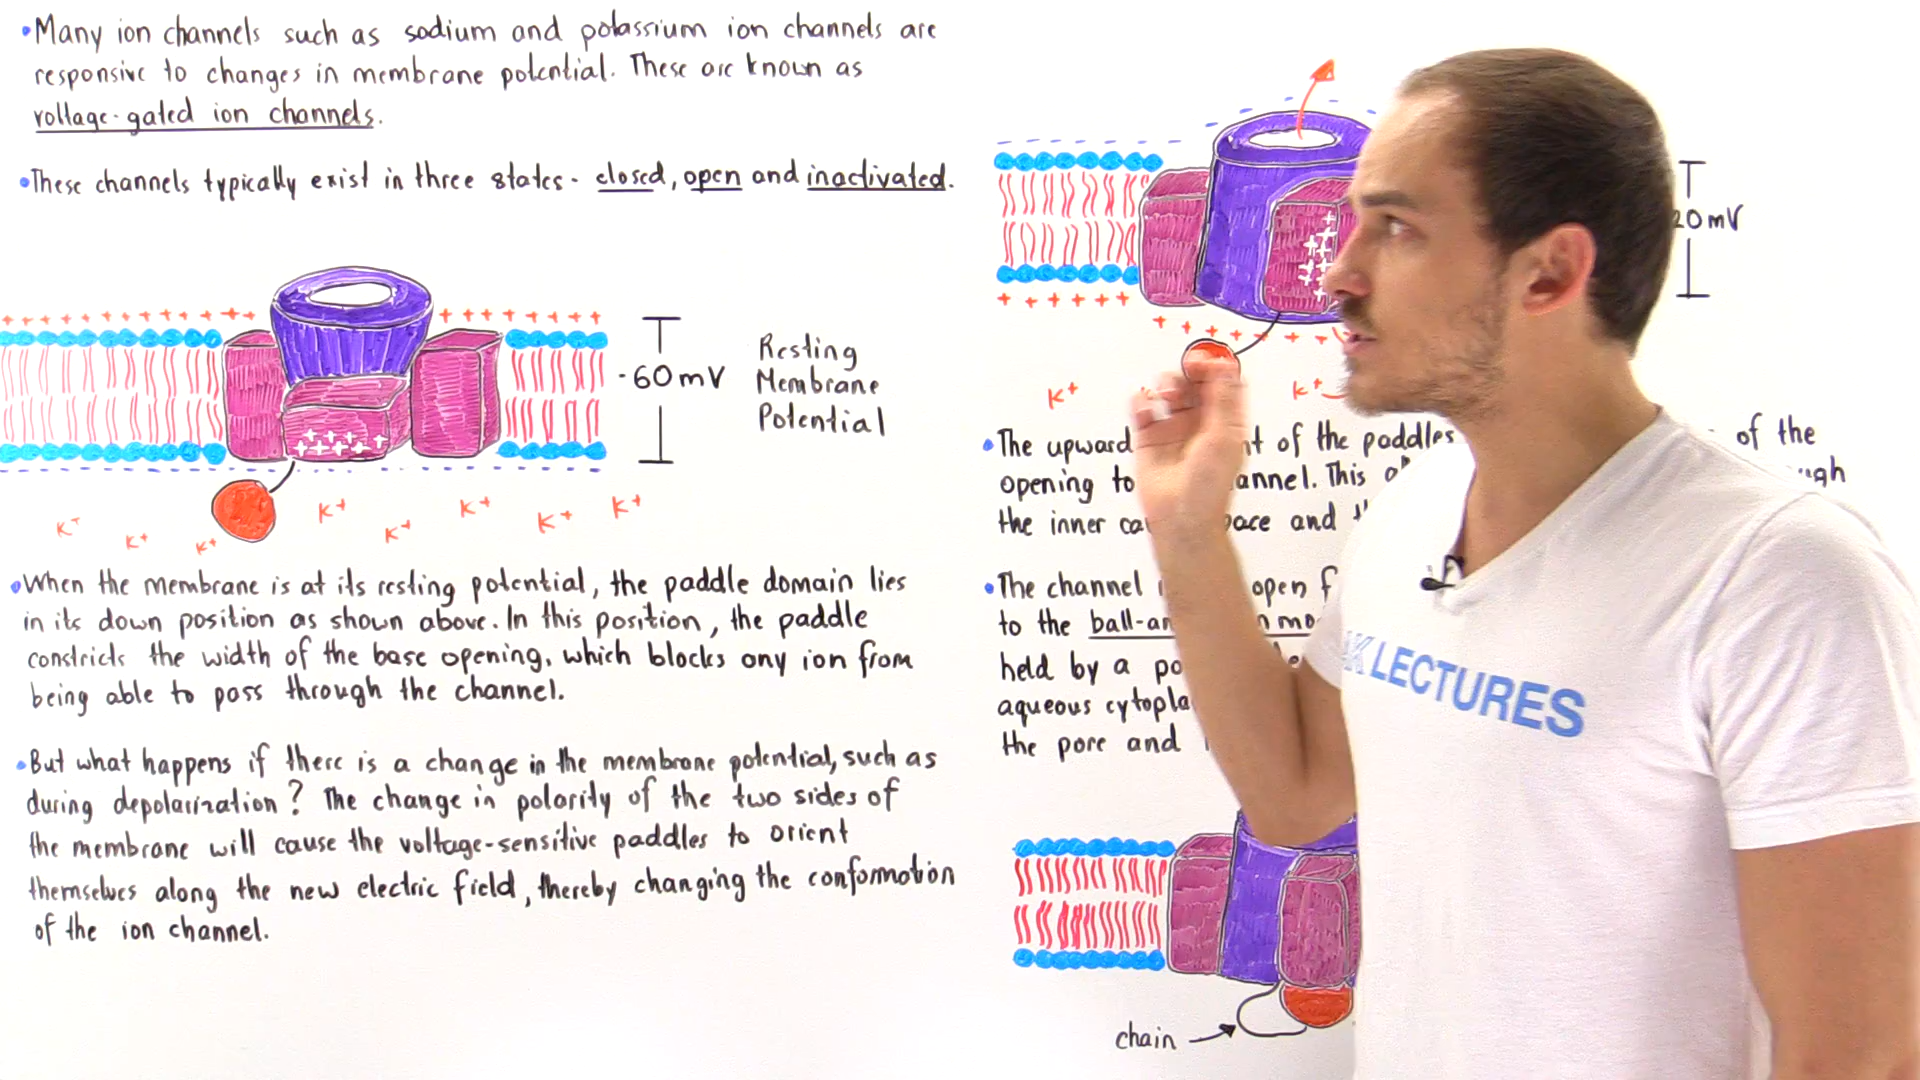 •Many ion channels such as sodium and potassium ion channels are
responsive to changes in membrane potential. These are known as
voltage-gated ion channels.
•These channels typically exist in three states - closed, open and inactivated.
+ + + + + + + + + + + + + + + + + + + +
-60mV
Resting
Membrane
Potential
K+ K+ K+ K+ K+ K+ K+ K+
•When the membrane is at its resting potential, the paddle domain lies
in its down position as shown above. In this position, the paddle
constricts the width of the base opening, which blocks any ion from
being able to pass through the channel.
•But what happens if there is a change in the membrane potential, such as
during depolarization? The change in polarity of the two sides of
the membrane will cause the voltage-sensitive paddles to orient
themselves along the new electric field, thereby changing the conformation
of the ion channel.
20mV
+ + + + + + + + + + + +
K+ K+
•The upward of the paddles of the
opening to This
the inner and
•The channel open
to the
held by a
aqueous
the pore and
chain
LECTURES